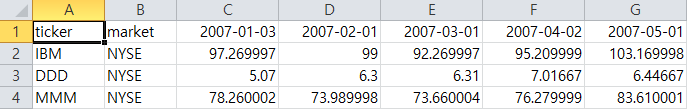 A B C D E F G
1 ticker market 2007-01-03 2007-02-01 2007-03-01 2007-04-02 2007-05-01
2 IBM NYSE 97.269997 99 92.269997 95.209999 103.169998
3 DDD NYSE 5.07 6.3 6.31 7.01667 6.44667
4 MMM NYSE 78.260002 73.989998 73.660004 76.279999 83.610001